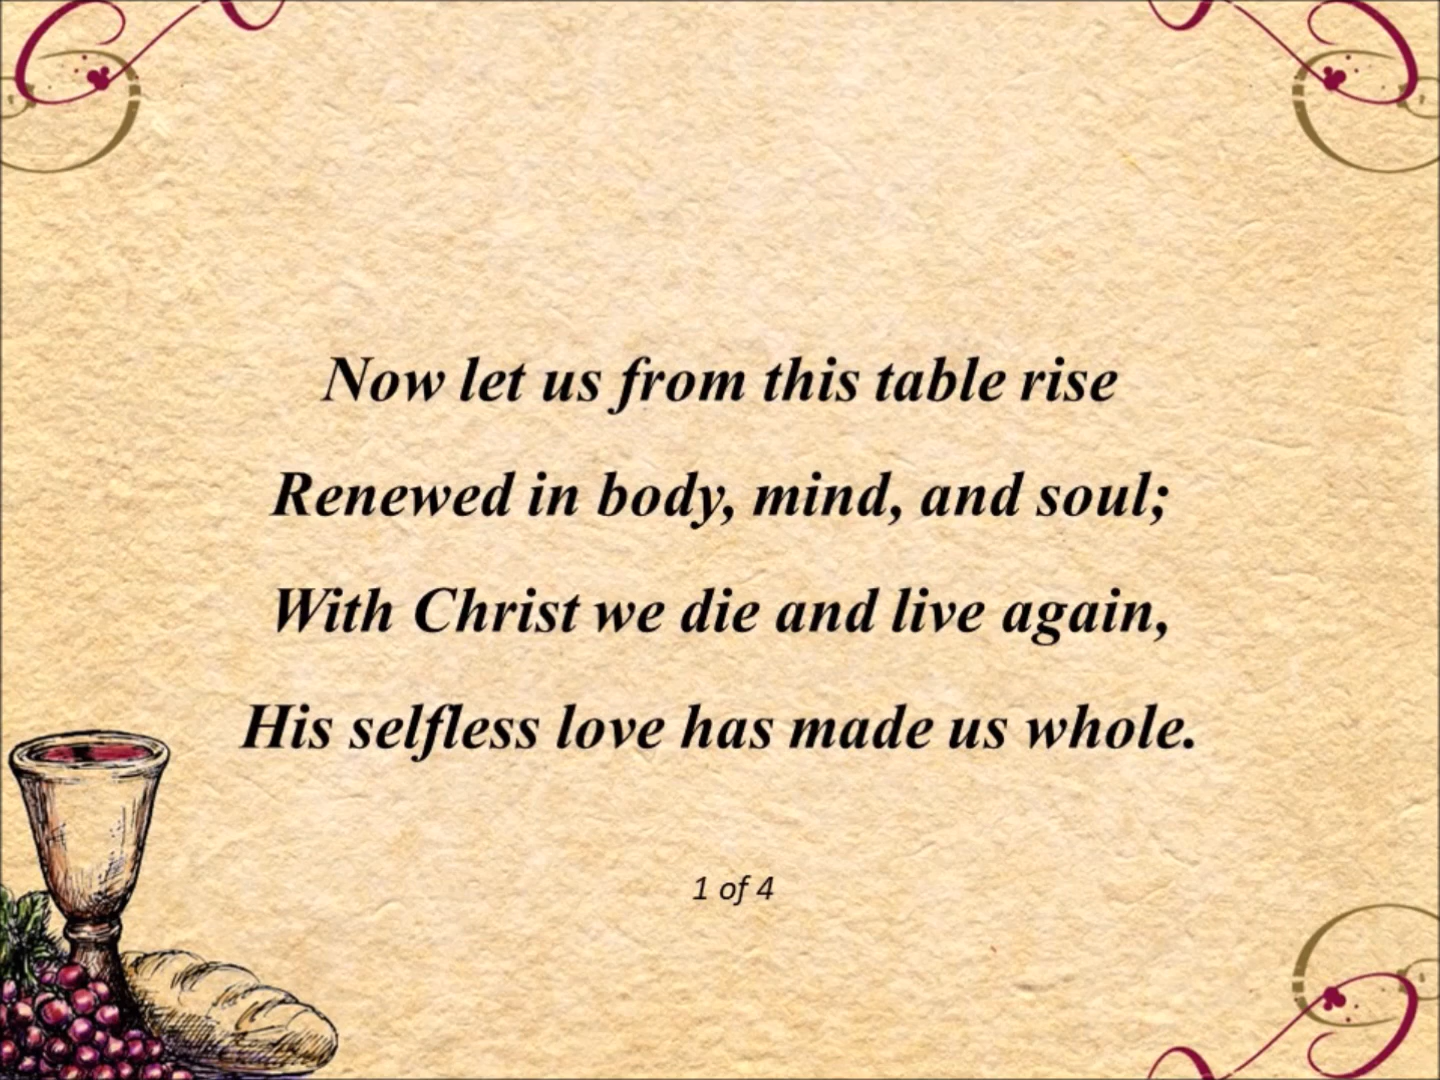 Now let us from this table rise
Renewed in body, mind, and soul;
With Christ we die and live again,
His selfless love has made us whole.
1 of 4